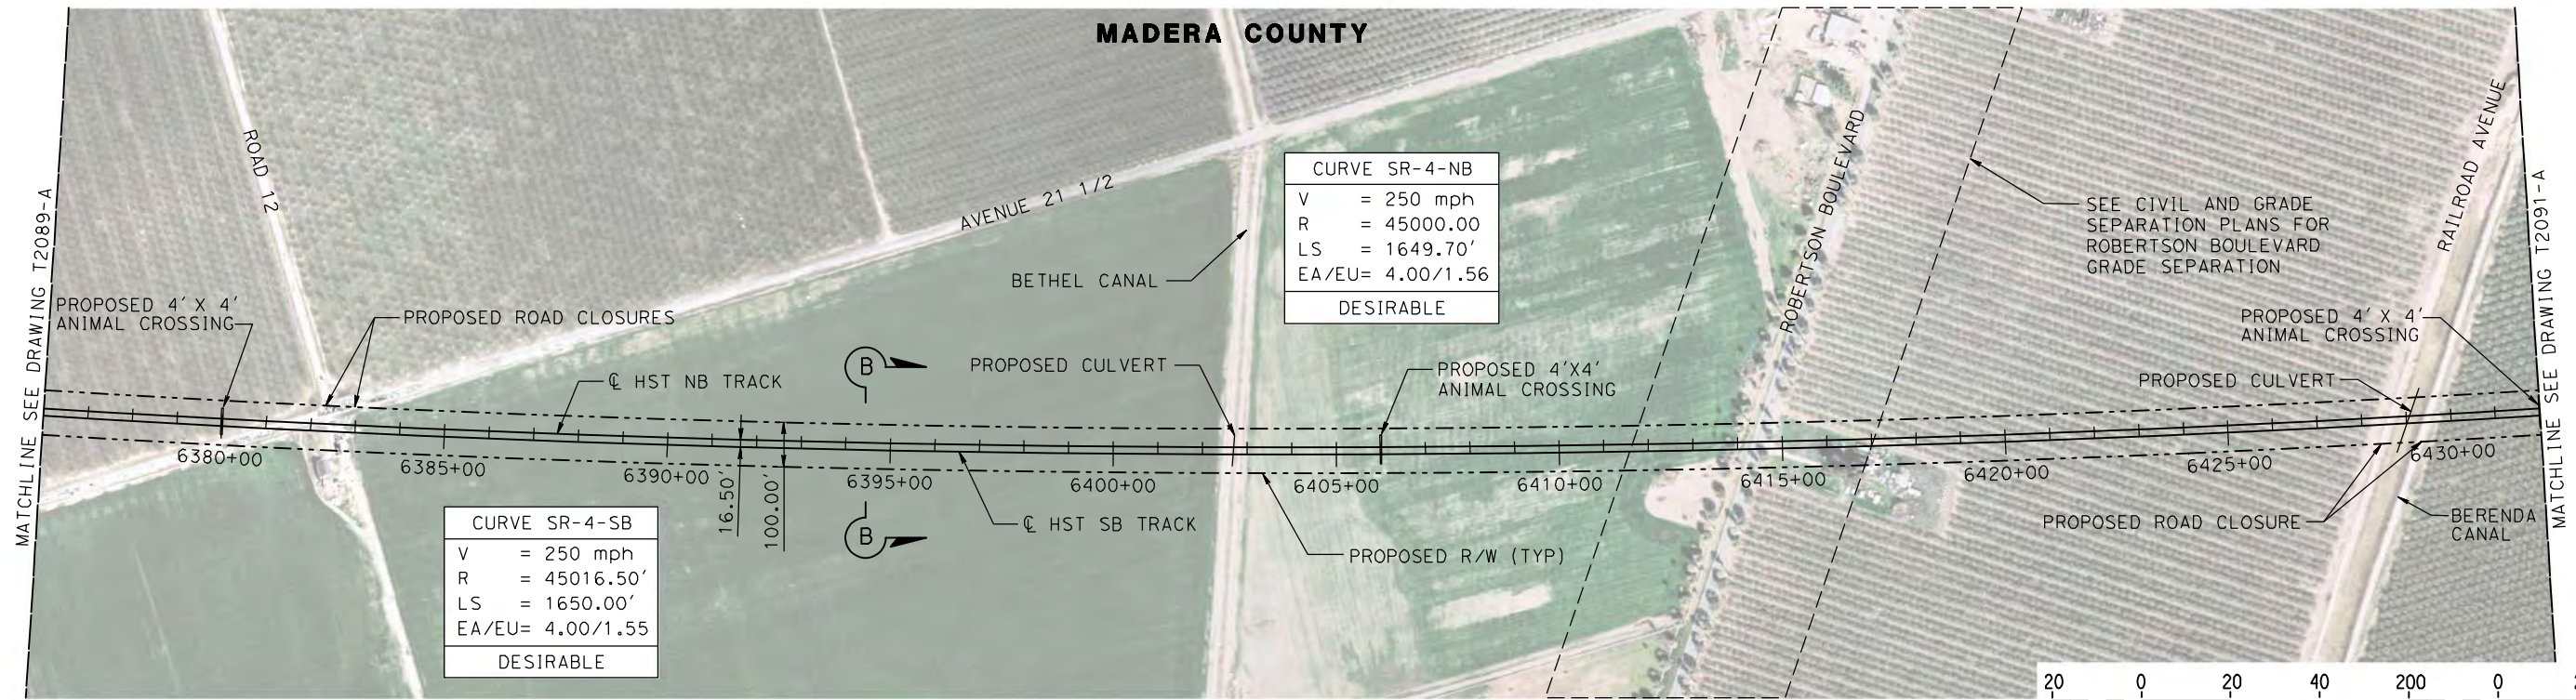 MADERA COUNTY
MATCHLINE SEE DRAWING T2089-A
ROAD 12
AVENUE 21 1/2
BETHEL CANAL
CURVE SR-4-NB
V = 250 mph
R = 45000.00
LS = 1649.70'
EA/EU= 4.00/1.56
DESIRABLE
ROBERTSON BOULEVARD
SEE CIVIL AND GRADE
SEPARATION PLANS FOR
ROBERTSON BOULEVARD
GRADE SEPARATION
RAILROAD AVENUE
MATCHLINE SEE DRAWING T2091-A
PROPOSED 4' X 4'
ANIMAL CROSSING
PROPOSED ROAD CLOSURES
℄ HST NB TRACK
B
PROPOSED CULVERT
PROPOSED 4'X4'
ANIMAL CROSSING
PROPOSED 4' X 4'
ANIMAL CROSSING
PROPOSED CULVERT
6380+00
6385+00
6390+00
6395+00
6400+00
6405+00
6410+00
6415+00
6420+00
6425+00
6430+00
16.50'
100.00'
B
℄ HST SB TRACK
PROPOSED R/W (TYP)
PROPOSED ROAD CLOSURE
BERENDA
CANAL
CURVE SR-4-SB
V = 250 mph
R = 45016.50'
LS = 1650.00'
EA/EU= 4.00/1.55
DESIRABLE
20 0 20 40 200 0